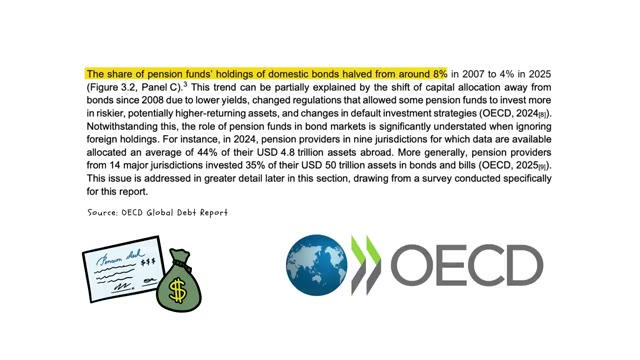 The share of pension funds' holdings of domestic bonds halved from around 8% in 2007 to 4% in 2025
(Figure 3.2, Panel C).³ This trend can be partially explained by the shift of capital allocation away from
bonds since 2008 due to lower yields, changed regulations that allowed some pension funds to invest more
in riskier, potentially higher-returning assets, and changes in default investment strategies (OECD, 2024[8]).
Notwithstanding this, the role of pension funds in bond markets is significantly understated when ignoring
foreign holdings. For instance, in 2024, pension providers in nine jurisdictions for which data are available
allocated an average of 44% of their USD 4.8 trillion assets abroad. More generally, pension providers
from 14 major jurisdictions invested 35% of their USD 50 trillion assets in bonds and bills (OECD, 2025[9]).
This issue is addressed in greater detail later in this section, drawing from a survey conducted specifically
for this report.
Source: OECD Global Debt Report
$$$
$
OECD